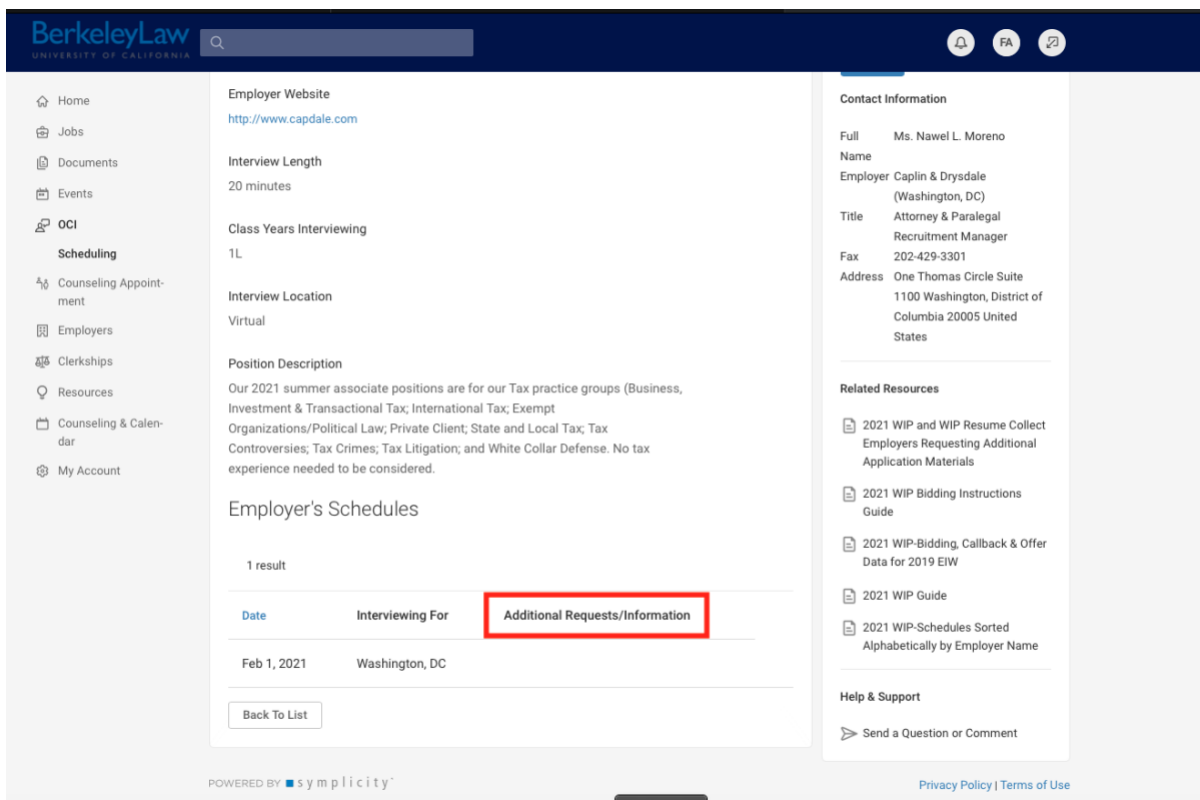 BerkeleyLaw
UNIVERSITY OF CALIFORNIA
FA
Home
Jobs
Documents
Events
OCI
Scheduling
Counseling Appoint-
ment
Employers
Clerkships
Resources
Counseling & Calen-
dar
My Account
Employer Website
http://www.capdale.com
Interview Length
20 minutes
Class Years Interviewing
1L
Interview Location
Virtual
Position Description
Our 2021 summer associate positions are for our Tax practice groups (Business,
Investment & Transactional Tax; International Tax; Exempt
Organizations/Political Law; Private Client; State and Local Tax; Tax
Controversies; Tax Crimes; Tax Litigation; and White Collar Defense. No tax
experience needed to be considered.
Employer's Schedules
1 result
Date Interviewing For Additional Requests/Information
Feb 1, 2021 Washington, DC
Back To List
Contact Information
Full Ms. Nawel L. Moreno
Name
Employer Caplin & Drysdale
(Washington, DC)
Title Attorney & Paralegal
Recruitment Manager
Fax 202-429-3301
Address One Thomas Circle Suite
1100 Washington, District of
Columbia 20005 United
States
Related Resources
2021 WIP and WIP Resume Collect
Employers Requesting Additional
Application Materials
2021 WIP Bidding Instructions
Guide
2021 WIP-Bidding, Callback & Offer
Data for 2019 EIW
2021 WIP Guide
2021 WIP-Schedules Sorted
Alphabetically by Employer Name
Help & Support
Send a Question or Comment
POWERED BY symplicity
Privacy Policy | Terms of Use